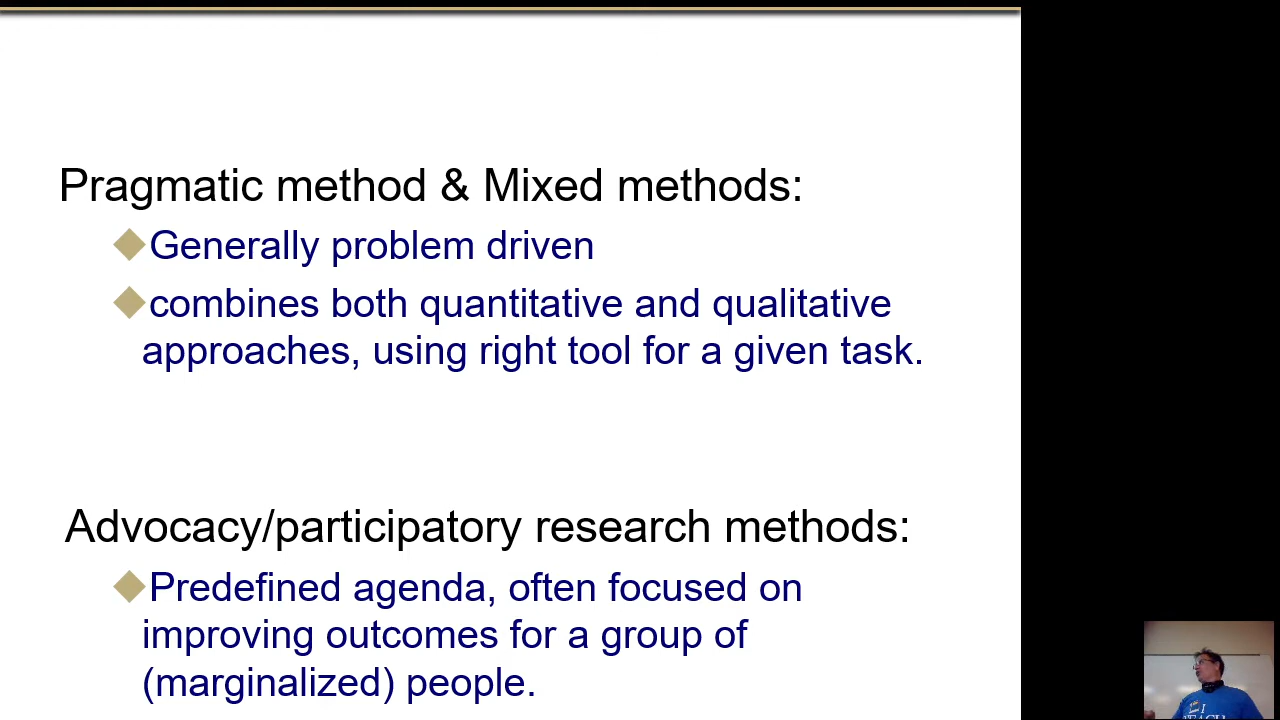 Pragmatic method & Mixed methods:
Generally problem driven
combines both quantitative and qualitative
approaches, using right tool for a given task.
Advocacy/participatory research methods:
Predefined agenda, often focused on
improving outcomes for a group of
(marginalized) people.
I